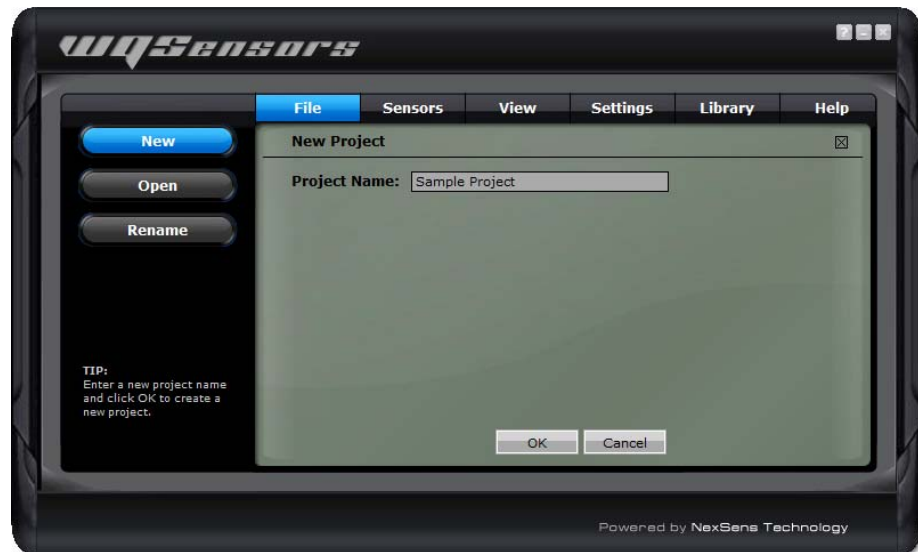 WQSensors
File Sensors View Settings Library Help
New
Open
Rename
New Project
Project Name: Sample Project
TIP:
Enter a new project name
and click OK to create a
new project.
OK Cancel
Powered by NexSens Technology